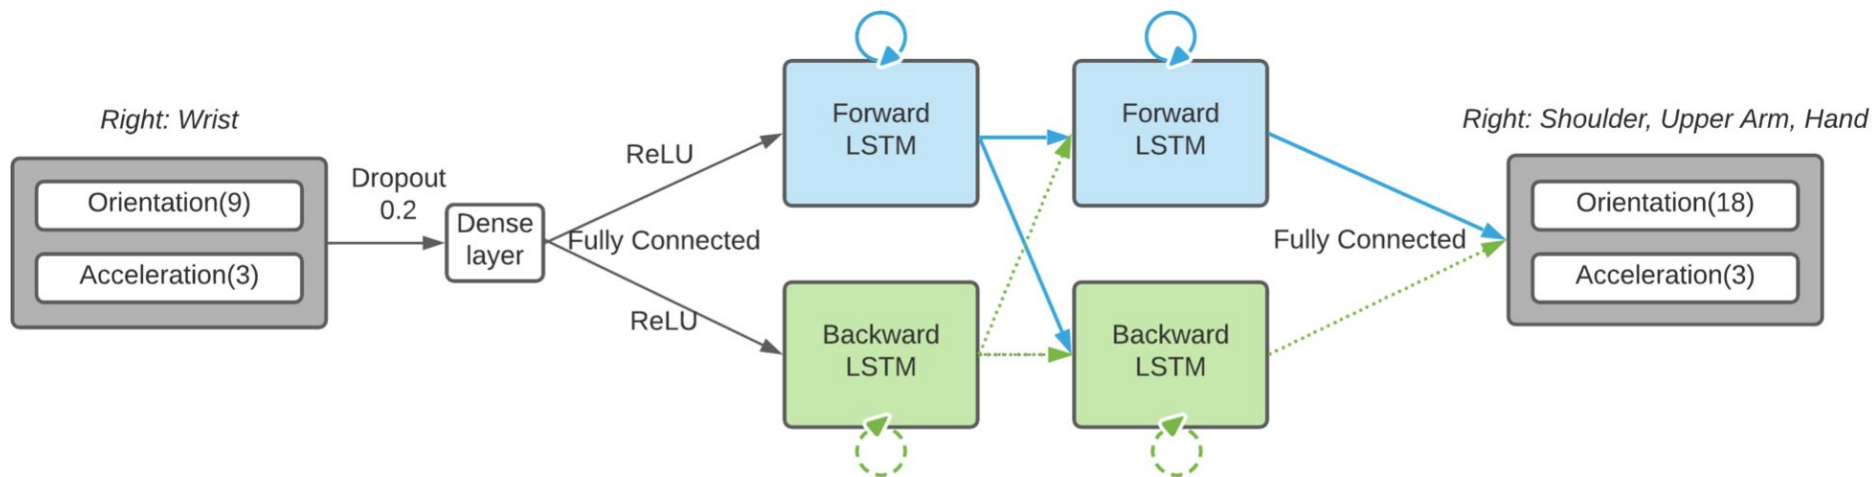 Right: Wrist
Orientation(9)
Acceleration(3)
Dropout
0.2
Dense
layer
ReLU
Fully Connected
ReLU
Forward
LSTM
Backward
LSTM
Forward
LSTM
Backward
LSTM
Fully Connected
Right: Shoulder, Upper Arm, Hand
Orientation(18)
Acceleration(3)